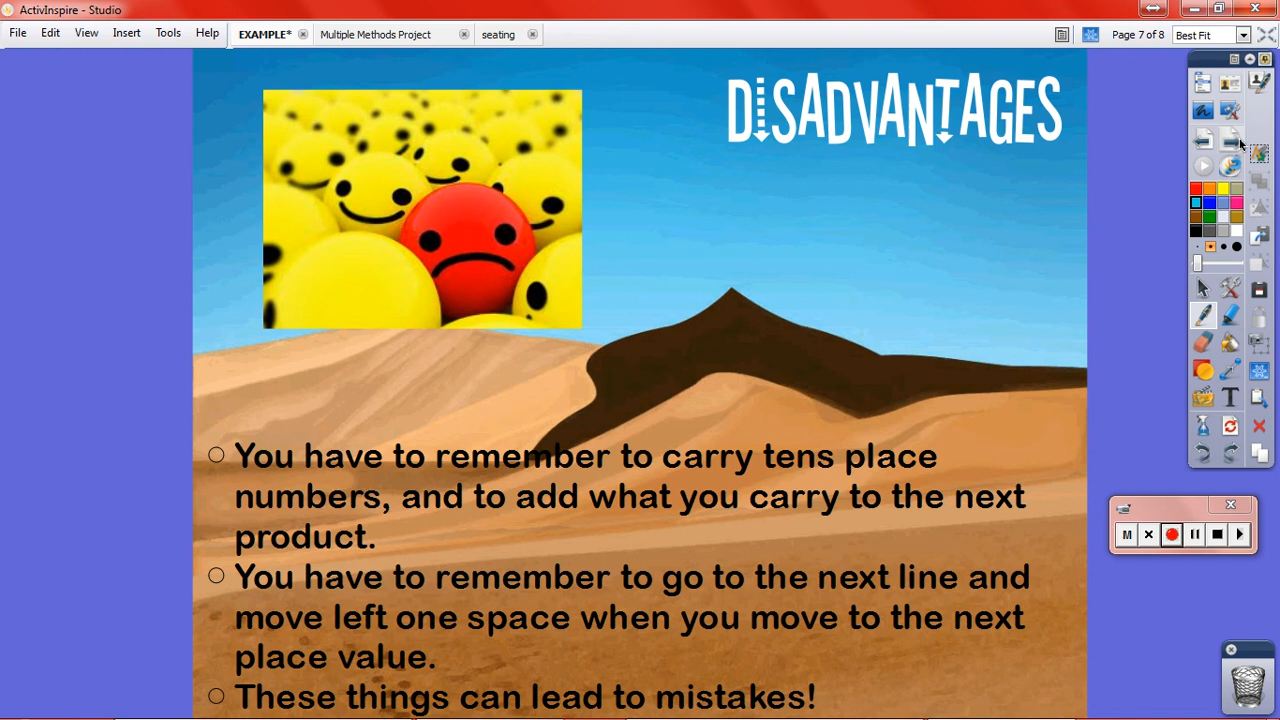 ActivInspire - Studio
File Edit View Insert Tools Help EXAMPLE* Multiple Methods Project seating Page 7 of 8 Best Fit
DISADVANTAGES
You have to remember to carry tens place
numbers, and to add what you carry to the next
product.
You have to remember to go to the next line and
move left one space when you move to the next
place value.
These things can lead to mistakes!
M